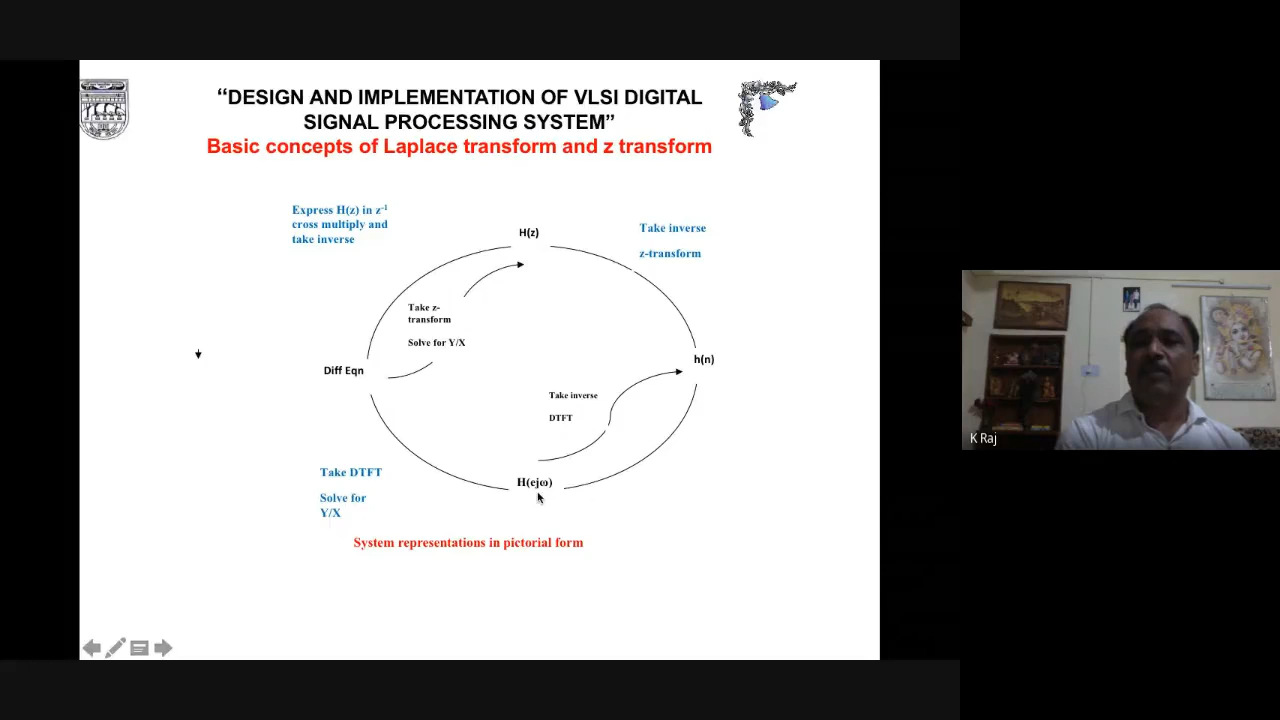 “DESIGN AND IMPLEMENTATION OF VLSI DIGITAL
SIGNAL PROCESSING SYSTEM”
Basic concepts of Laplace transform and z transform
Express H(z) in z⁻¹
cross multiply and
take inverse
H(z)
Take inverse
z-transform
Take z-
transform
Solve for Y/X
Diff Eqn
h(n)
Take inverse
DTFT
Take DTFT
Solve for
Y/X
H(ejω)
System representations in pictorial form
K Raj